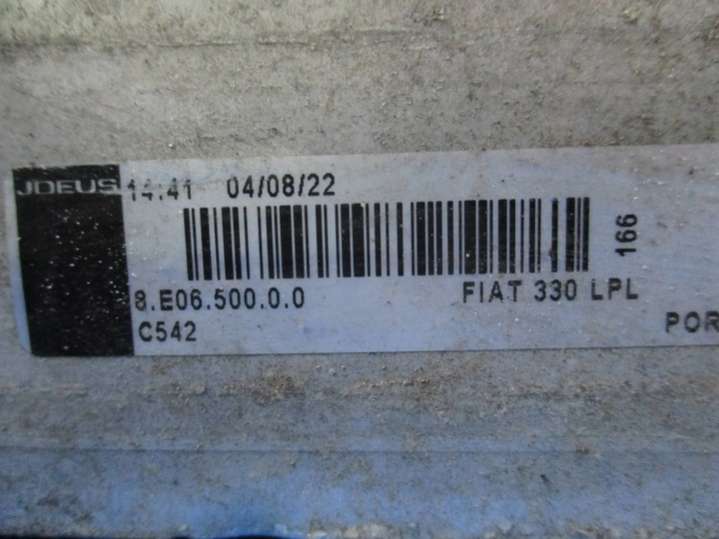 JDEUS 14:41 04/08/22
166
8.E06.500.0.0 FIAT 330 LPL
C542 POR